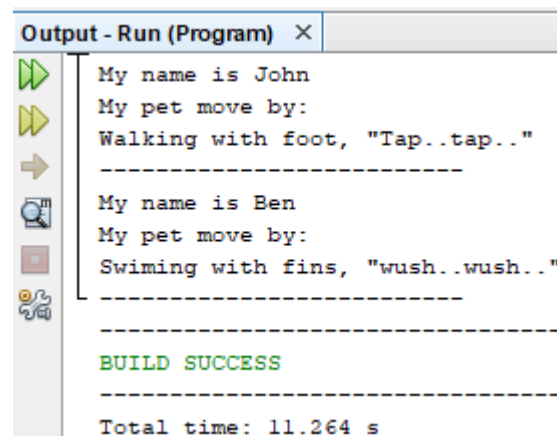 Output - Run (Program) ×
My name is John
My pet move by:
Walking with foot, "Tap..tap.."
--------------------------
My name is Ben
My pet move by:
Swiming with fins, "wush..wush.."
--------------------------
---------------------------------
BUILD SUCCESS
---------------------------------
Total time: 11.264 s